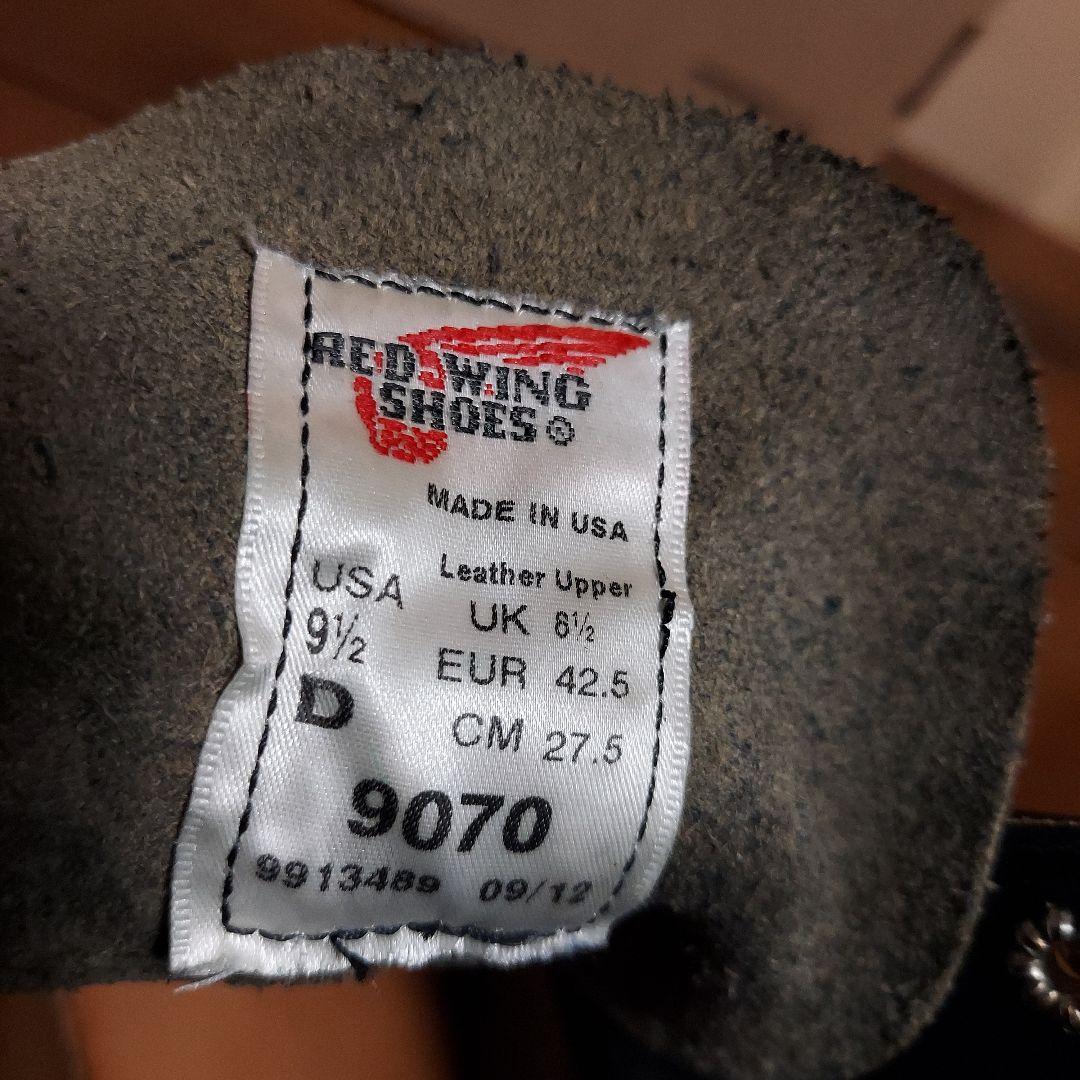 RED WING
SHOES®
MADE IN USA
Leather Upper
USA
9½
D
UK 8½
EUR 42.5
CM 27.5
9070
9913489 09/12